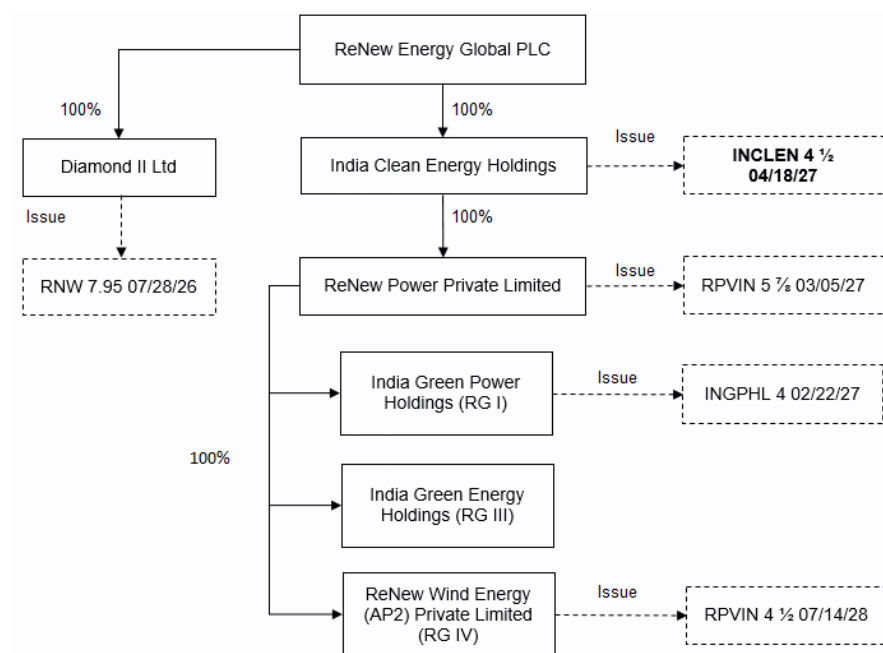 ReNew Energy Global PLC
100%
100%
Diamond II Ltd
India Clean Energy Holdings
Issue
INCLEN 4 ½
04/18/27
Issue
100%
RNW 7.95 07/28/26
ReNew Power Private Limited
Issue
RPVIN 5 ⅞ 03/05/27
India Green Power
Holdings (RG I)
Issue
INGPHL 4 02/22/27
100%
India Green Energy
Holdings (RG III)
ReNew Wind Energy
(AP2) Private Limited
(RG IV)
Issue
RPVIN 4 ½ 07/14/28